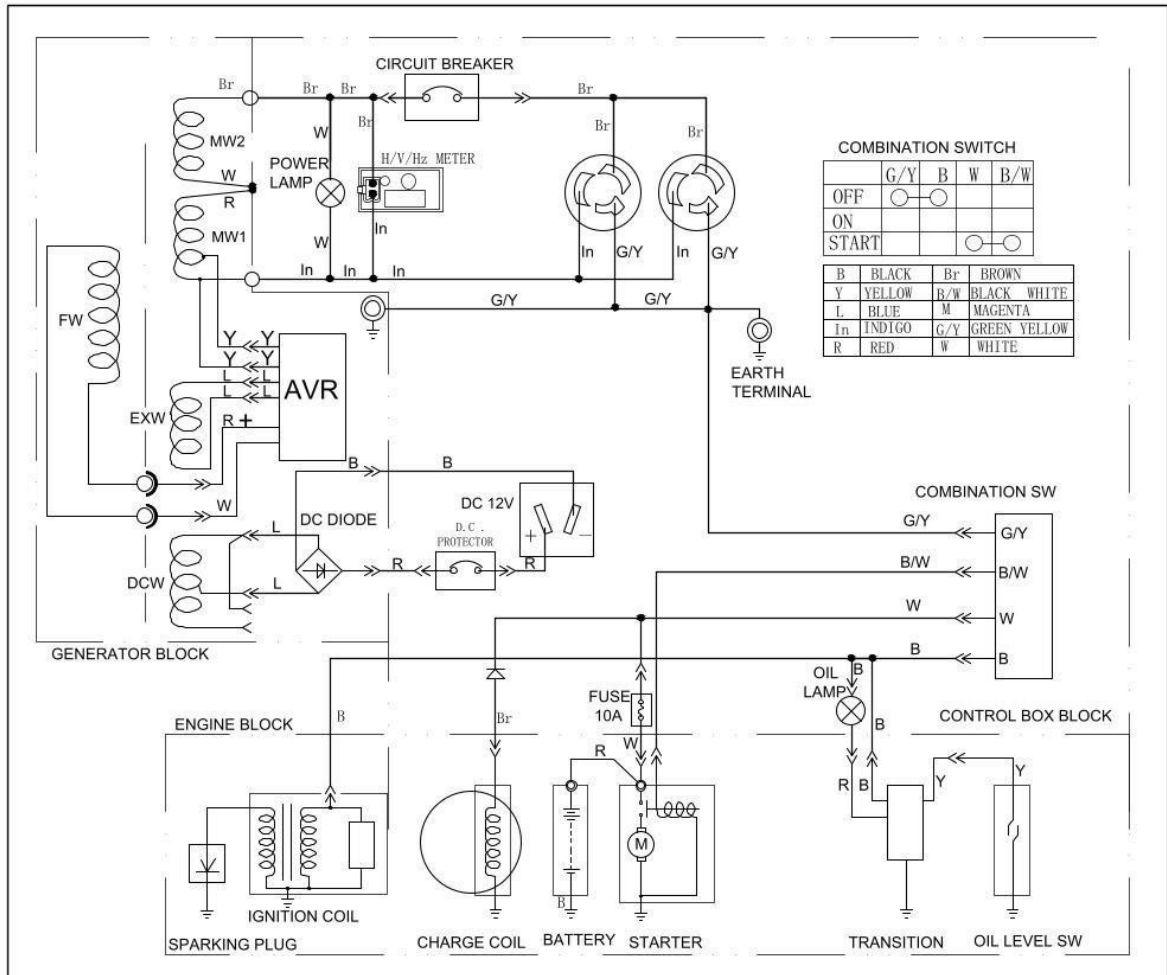 CIRCUIT BREAKER
Br Br Br Br
MW2
W
Br
Br
Br
W
POWER
LAMP
H/V/Hz METER
COMBINATION SWITCH
G/Y B W B/W
OFF
ON
START
R
MW1
W
In
In G/Y In G/Y
In In In
B BLACK Br BROWN
Y YELLOW B/W BLACK WHITE
L BLUE M MAGENTA
In INDIGO G/Y GREEN YELLOW
R RED W WHITE
G/Y G/Y
EARTH
TERMINAL
FW
Y Y
Y Y
L L
L L
AVR
EXW
R +
B B
W
DC 12V
+ −
DC DIODE
D.C.
PROTECTOR
L
R R
DCW
L
COMBINATION SW
G/Y G/Y
B/W B/W
W W
B B
GENERATOR BLOCK
OIL
LAMP
B
FUSE
10A
ENGINE BLOCK
B
Br
W
R
B
CONTROL BOX BLOCK
R B Y Y
M
B
IGNITION COIL
SPARKING PLUG
CHARGE COIL
BATTERY
STARTER
TRANSITION
OIL LEVEL SW